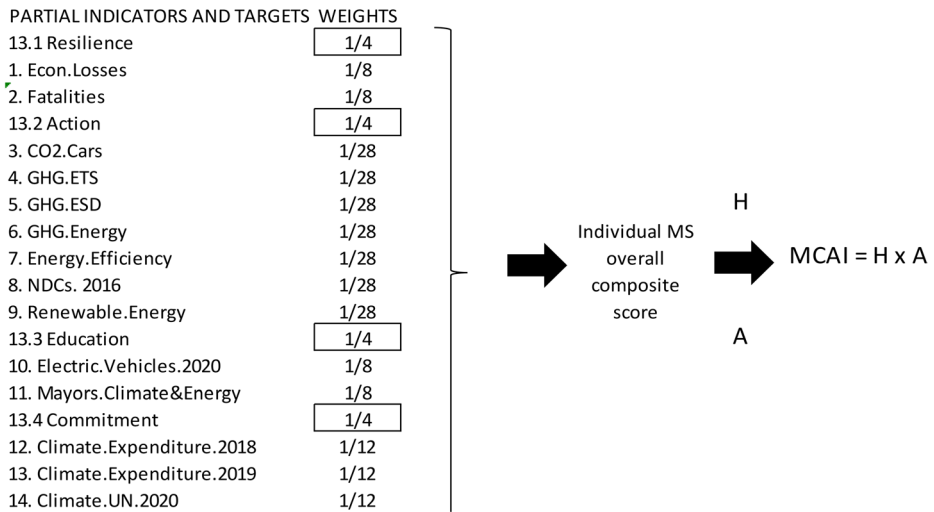 PARTIAL INDICATORS AND TARGETS WEIGHTS
13.1 Resilience 1/4
1. Econ.Losses 1/8
2. Fatalities 1/8
13.2 Action 1/4
3. CO2.Cars 1/28
4. GHG.ETS 1/28
5. GHG.ESD 1/28
6. GHG.Energy 1/28
7. Energy.Efficiency 1/28
8. NDCs. 2016 1/28
9. Renewable.Energy 1/28
13.3 Education 1/4
10. Electric.Vehicles.2020 1/8
11. Mayors.Climate&Energy 1/8
13.4 Commitment 1/4
12. Climate.Expenditure.2018 1/12
13. Climate.Expenditure.2019 1/12
14. Climate.UN.2020 1/12
Individual MS
overall
composite
score
H
A
MCAI = H x A